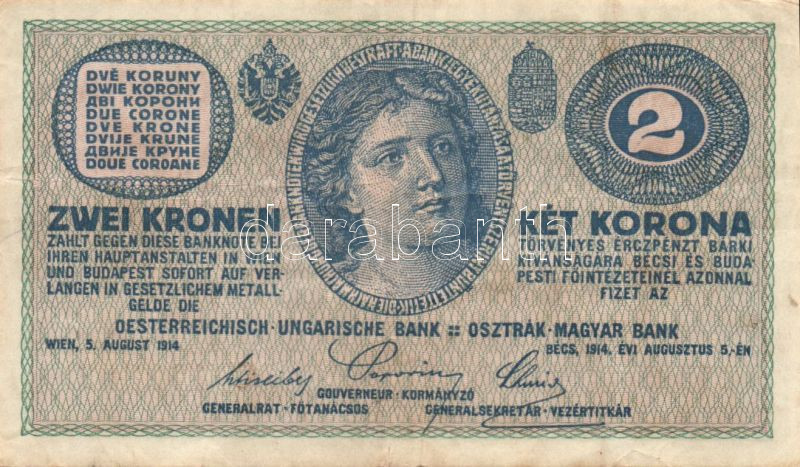 DVĚ KORUNY
DWIE KORONY
ДВІ КОРОНИ
DUE CORONE
DVE KRONE
DVIJE KRUNE
ДВИЈЕ КРУНЕ
DOUE COROANE
2
ZWEI KRONEN
ZAHLT GEGEN DIESE BANKNOTE BEI
IHREN HAUPTANSTALTEN IN WIEN
UND BUDAPEST SOFORT AUF VER-
LANGEN IN GESETZLICHEM METALL-
GELDE DIE
KÉT KORONA
TÖRVÉNYES ÉRCZPÉNZT BÁRKI
KIVÁNSÁGÁRA BÉCSI ÉS BUDA-
PESTI FŐINTÉZETEINÉL AZONNAL
FIZET AZ
darabanth
OESTERREICHISCH-UNGARISCHE BANK :: OSZTRÁK-MAGYAR BANK
WIEN, 5. AUGUST 1914
BÉCS, 1914. ÉVI AUGUSZTUS 5.-ÉN
GOUVERNEUR · KORMÁNYZÓ
GENERALRAT · FŐTANÁCSOS
GENERALSEKRETÄR · VEZÉRTITKÁR